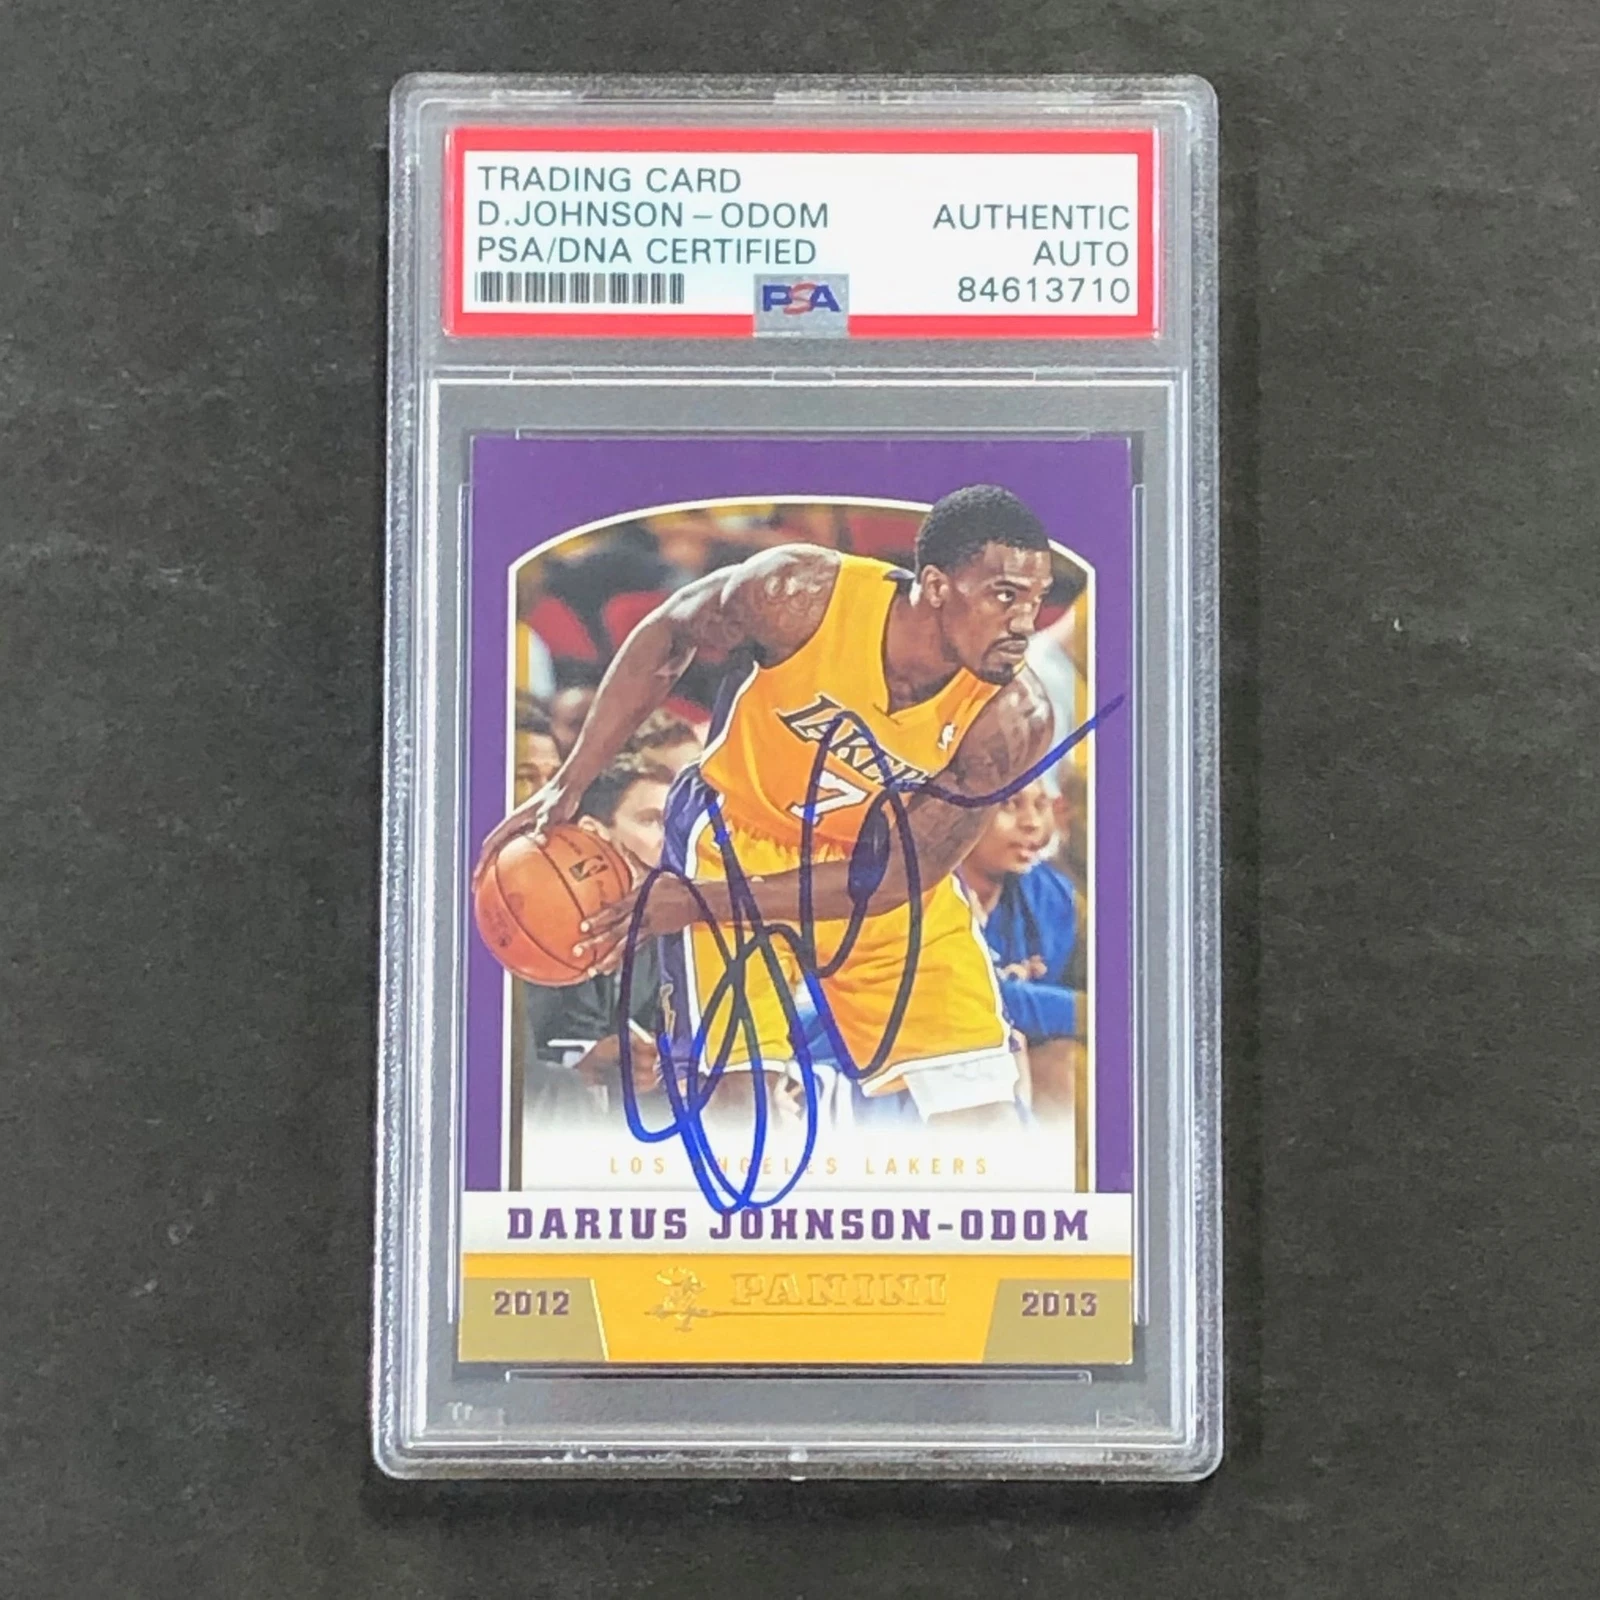 TRADING CARD
D.JOHNSON-ODOM
PSA/DNA CERTIFIED
AUTHENTIC
AUTO
84613710
PSA
LAKERS
7
LOS ANGELES LAKERS
DARIUS JOHNSON-ODOM
2012
PANINI
2013